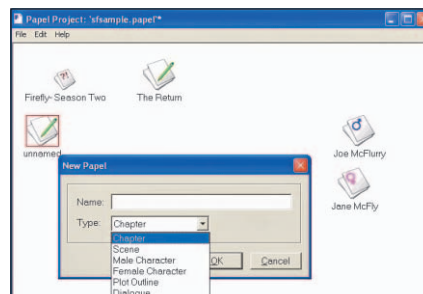 Papel Project: 'sfsample.papel'*
File Edit Help
Firefly- Season Two
The Return
unnamed
Joe McFlurry
Jane McFly
New Papel
Name:
Type: Chapter
Chapter
Scene
Male Character
Female Character
Plot Outline
Dialogue
OK
Cancel